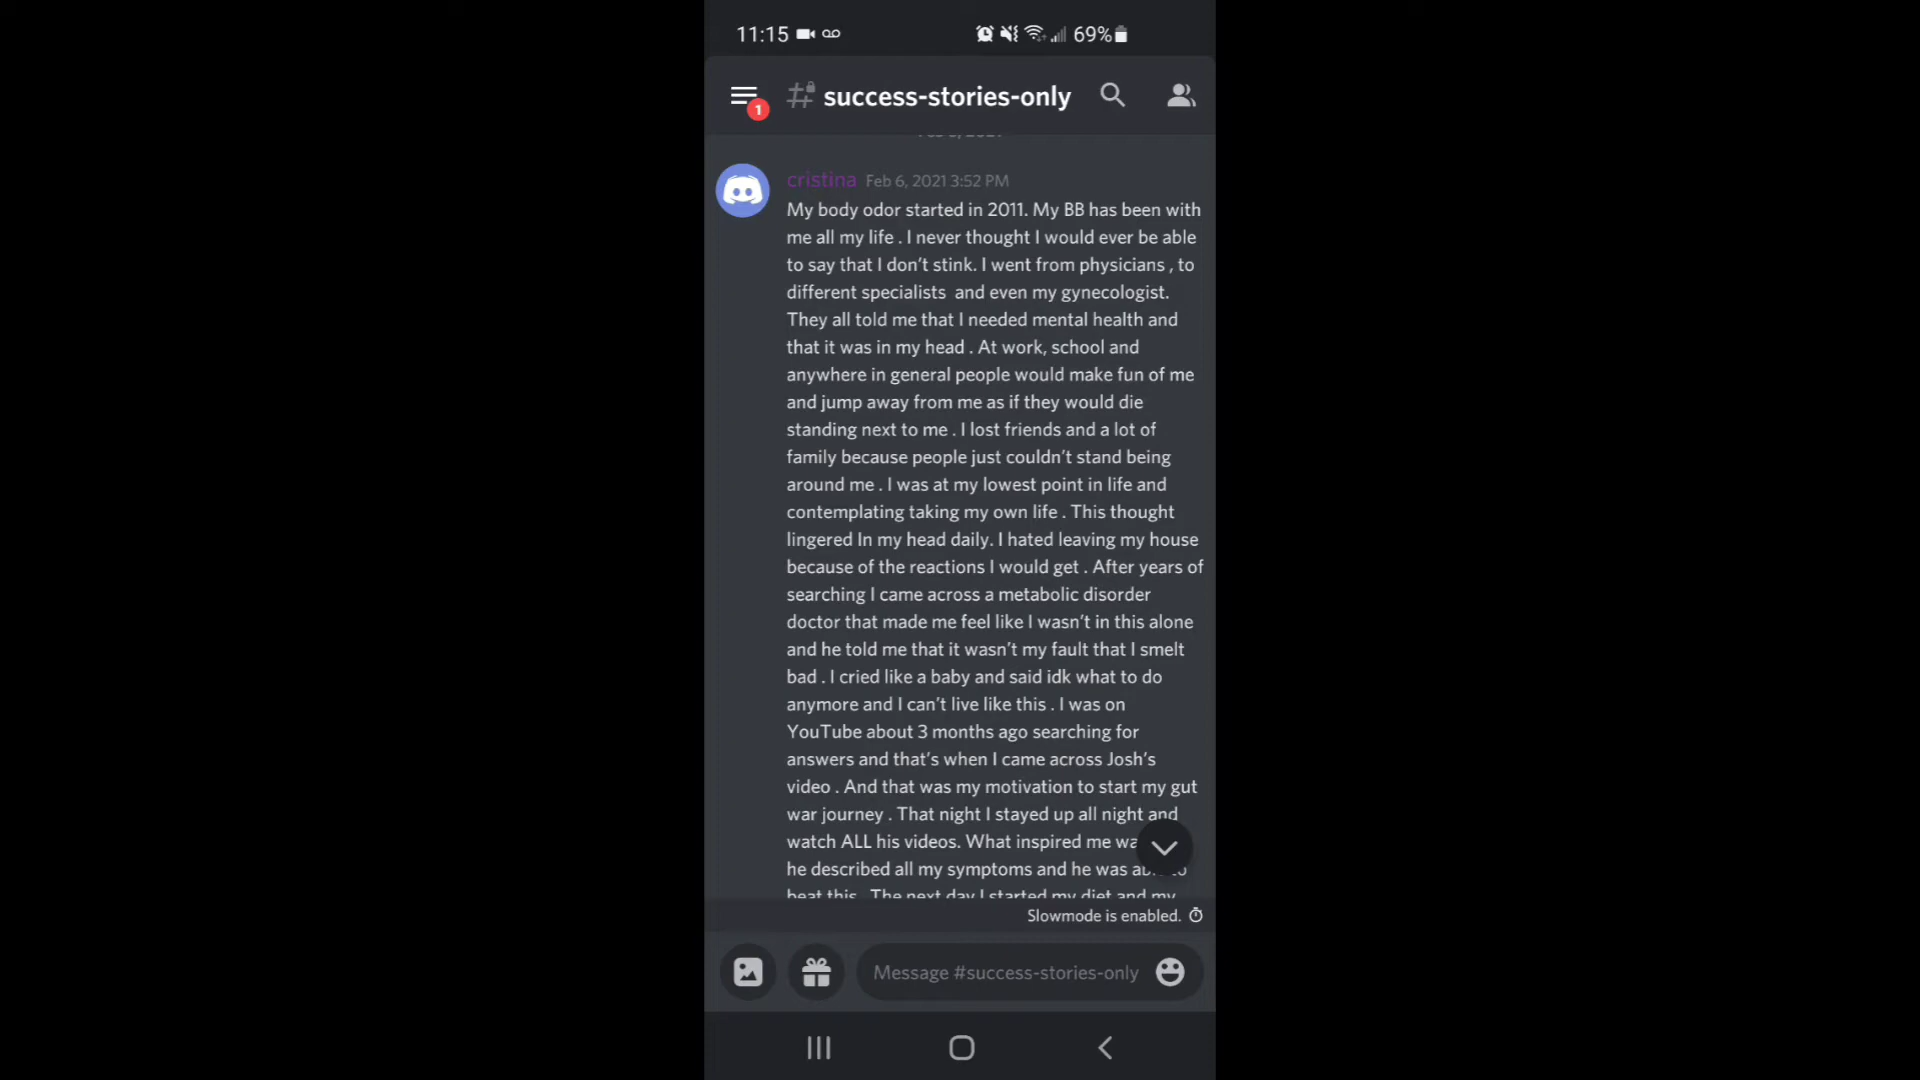 11:15 69%
1 success-stories-only
cristina Feb 6, 2021 3:52 PM
My body odor started in 2011. My BB has been with
me all my life . I never thought I would ever be able
to say that I don't stink. I went from physicians , to
different specialists  and even my gynecologist.
They all told me that I needed mental health and
that it was in my head . At work, school and
anywhere in general people would make fun of me
and jump away from me as if they would die
standing next to me . I lost friends and a lot of
family because people just couldn't stand being
around me . I was at my lowest point in life and
contemplating taking my own life . This thought
lingered In my head daily. I hated leaving my house
because of the reactions I would get . After years of
searching I came across a metabolic disorder
doctor that made me feel like I wasn't in this alone
and he told me that it wasn't my fault that I smelt
bad . I cried like a baby and said idk what to do
anymore and I can't live like this . I was on
YouTube about 3 months ago searching for
answers and that's when I came across Josh's
video . And that was my motivation to start my gut
war journey . That night I stayed up all night and
watch ALL his videos. What inspired me
he described all my symptoms and he was
beat this . The next day I started my diet and my
Slowmode is enabled.
Message #success-stories-only